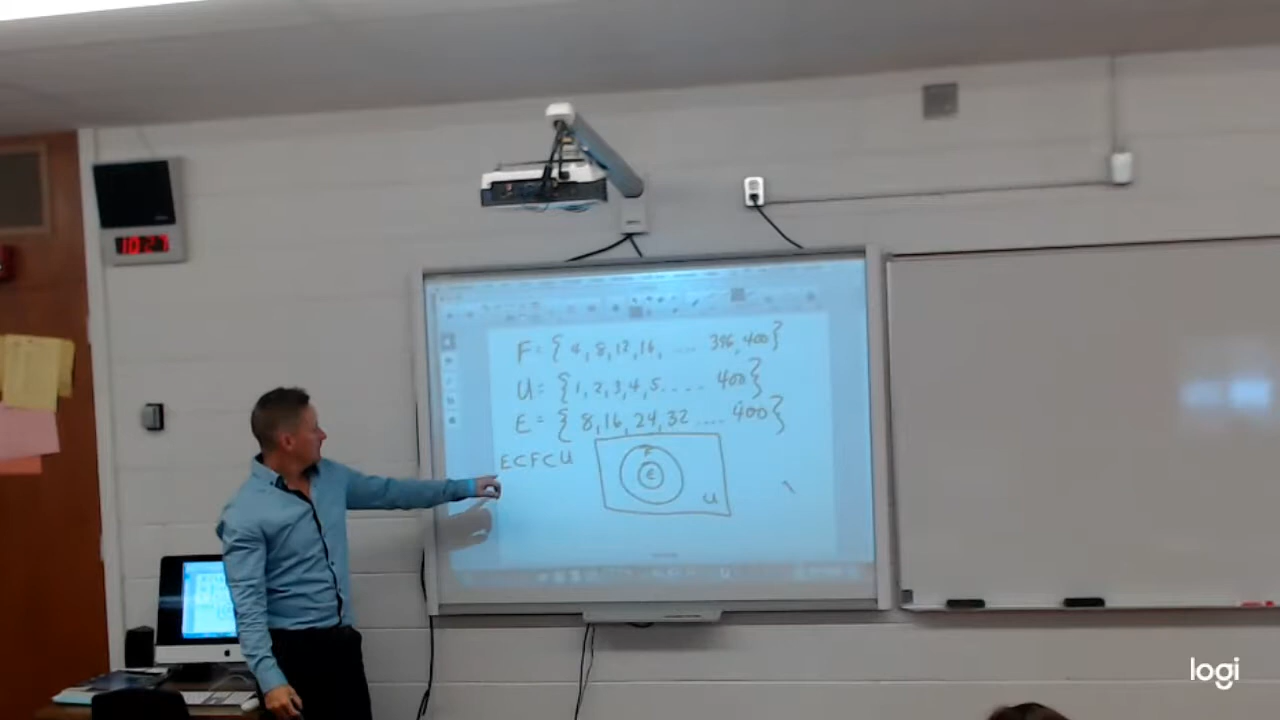 10:27
F = { 4, 8, 12, 16, .... 396, 400}
U = {1, 2, 3, 4, 5.... 400}
E = { 8, 16, 24, 32 .... 400}
E⊂F⊂U
F
E
U
logi